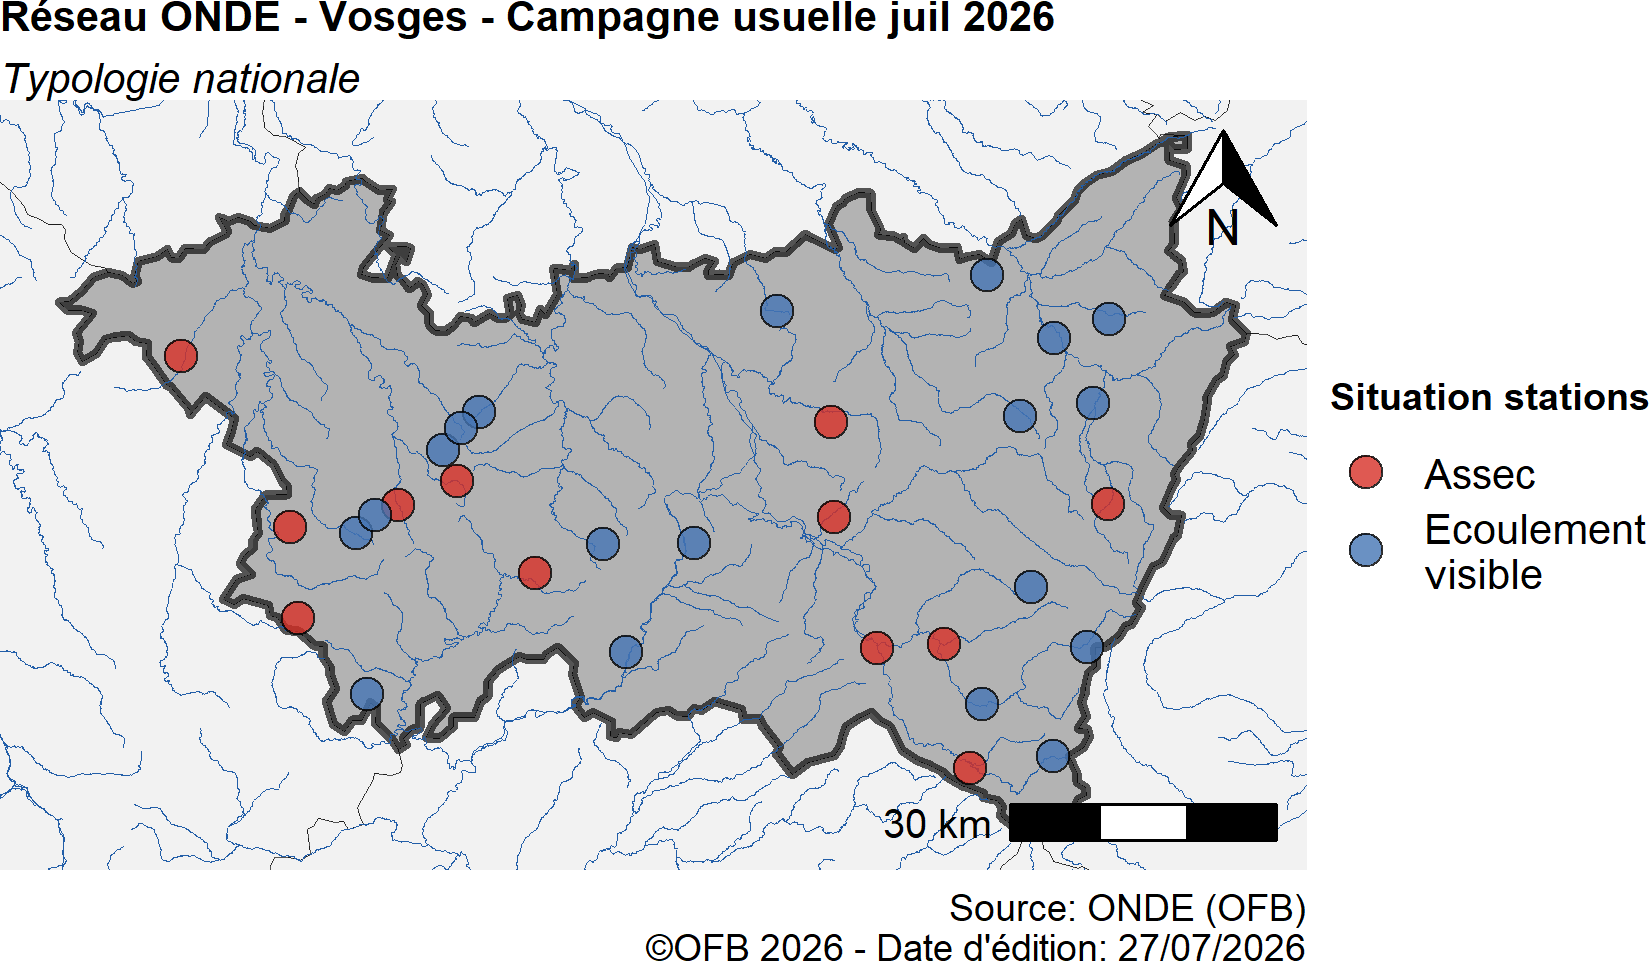 Réseau ONDE - Vosges - Campagne usuelle juil 2026
Typologie nationale
N
Situation stations
Assec
Ecoulement
visible
30 km
Source: ONDE (OFB)
©OFB 2026 - Date d'édition: 27/07/2026